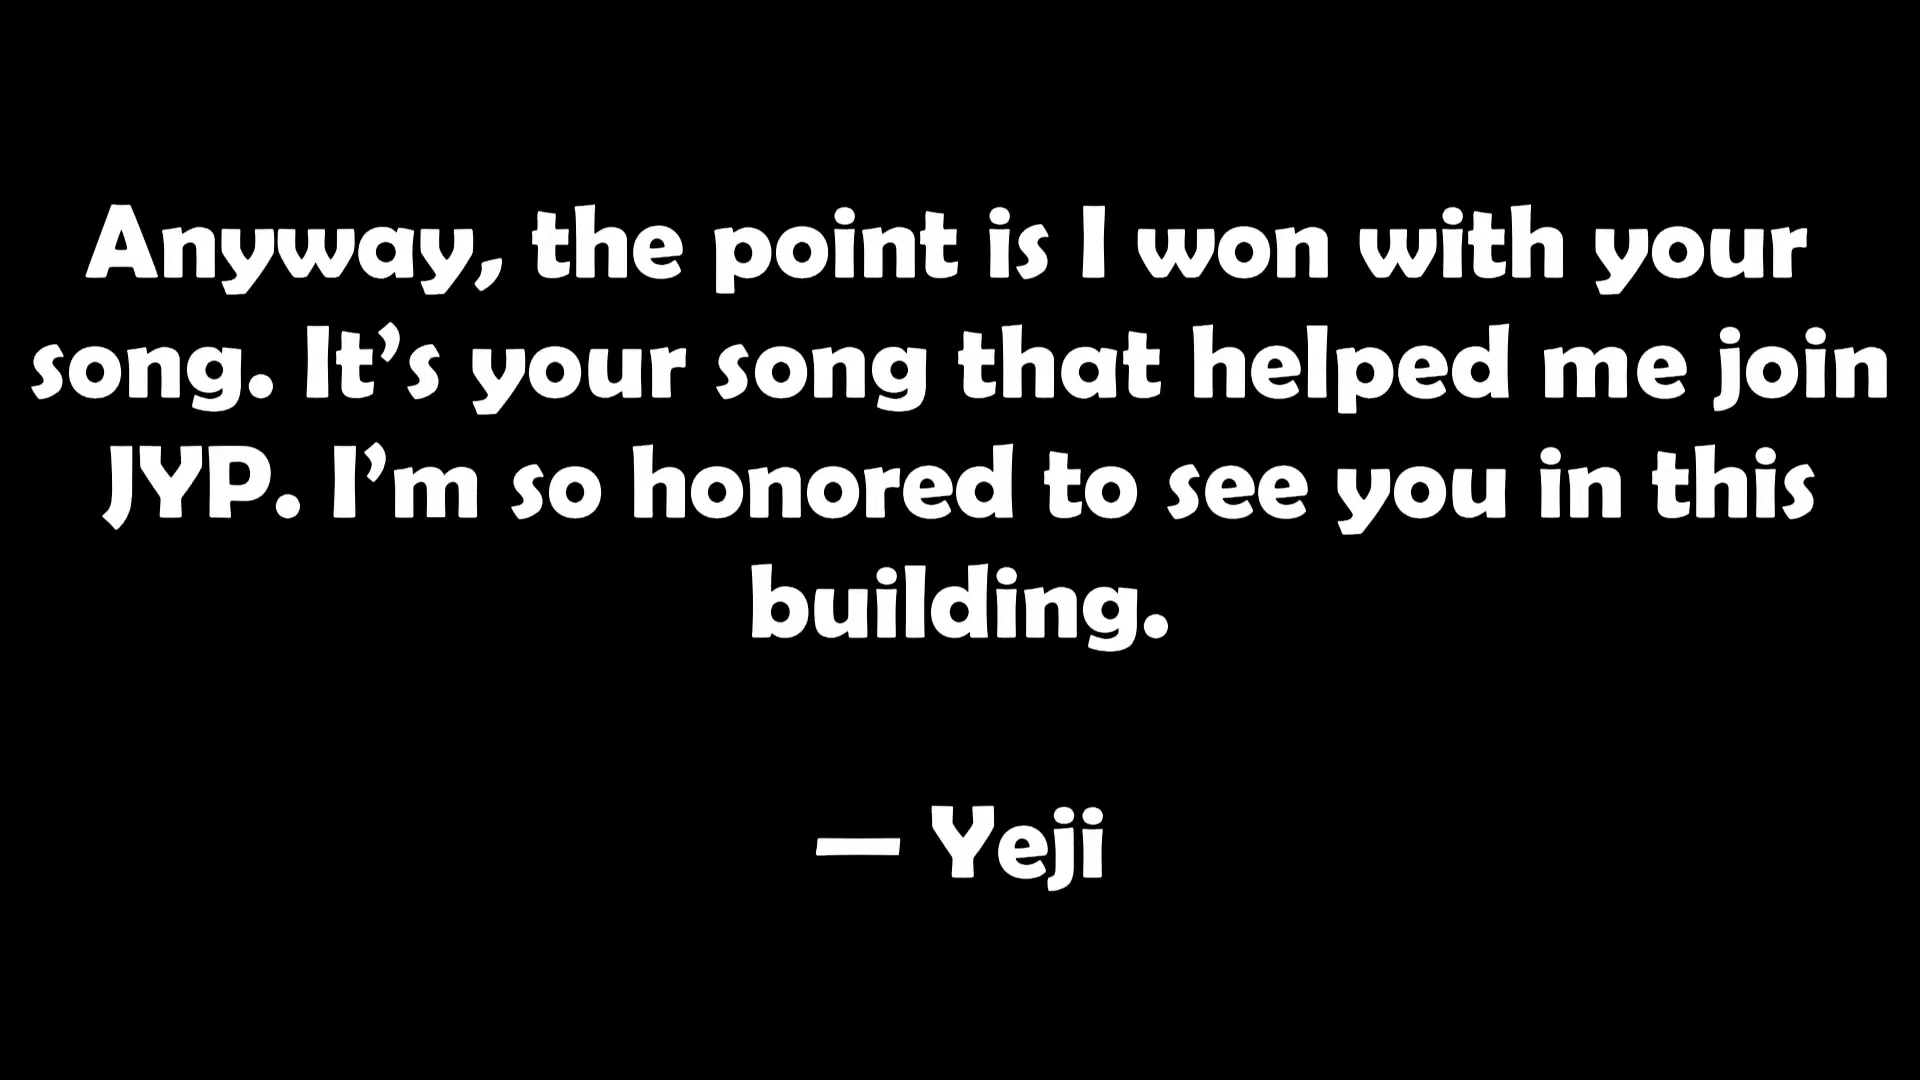 Anyway, the point is I won with your
song. It’s your song that helped me join
JYP. I’m so honored to see you in this
building.
— Yeji